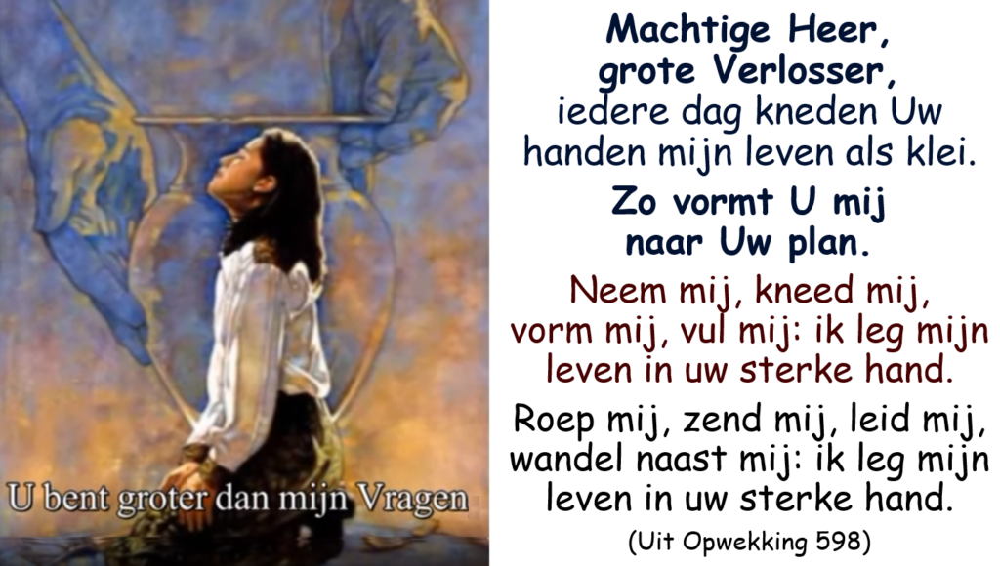 U bent groter dan mijn Vragen
Machtige Heer,
grote Verlosser,
iedere dag kneden Uw
handen mijn leven als klei.
Zo vormt U mij
naar Uw plan.
Neem mij, kneed mij,
vorm mij, vul mij: ik leg mijn
leven in uw sterke hand.
Roep mij, zend mij, leid mij,
wandel naast mij: ik leg mijn
leven in uw sterke hand.
(Uit Opwekking 598)